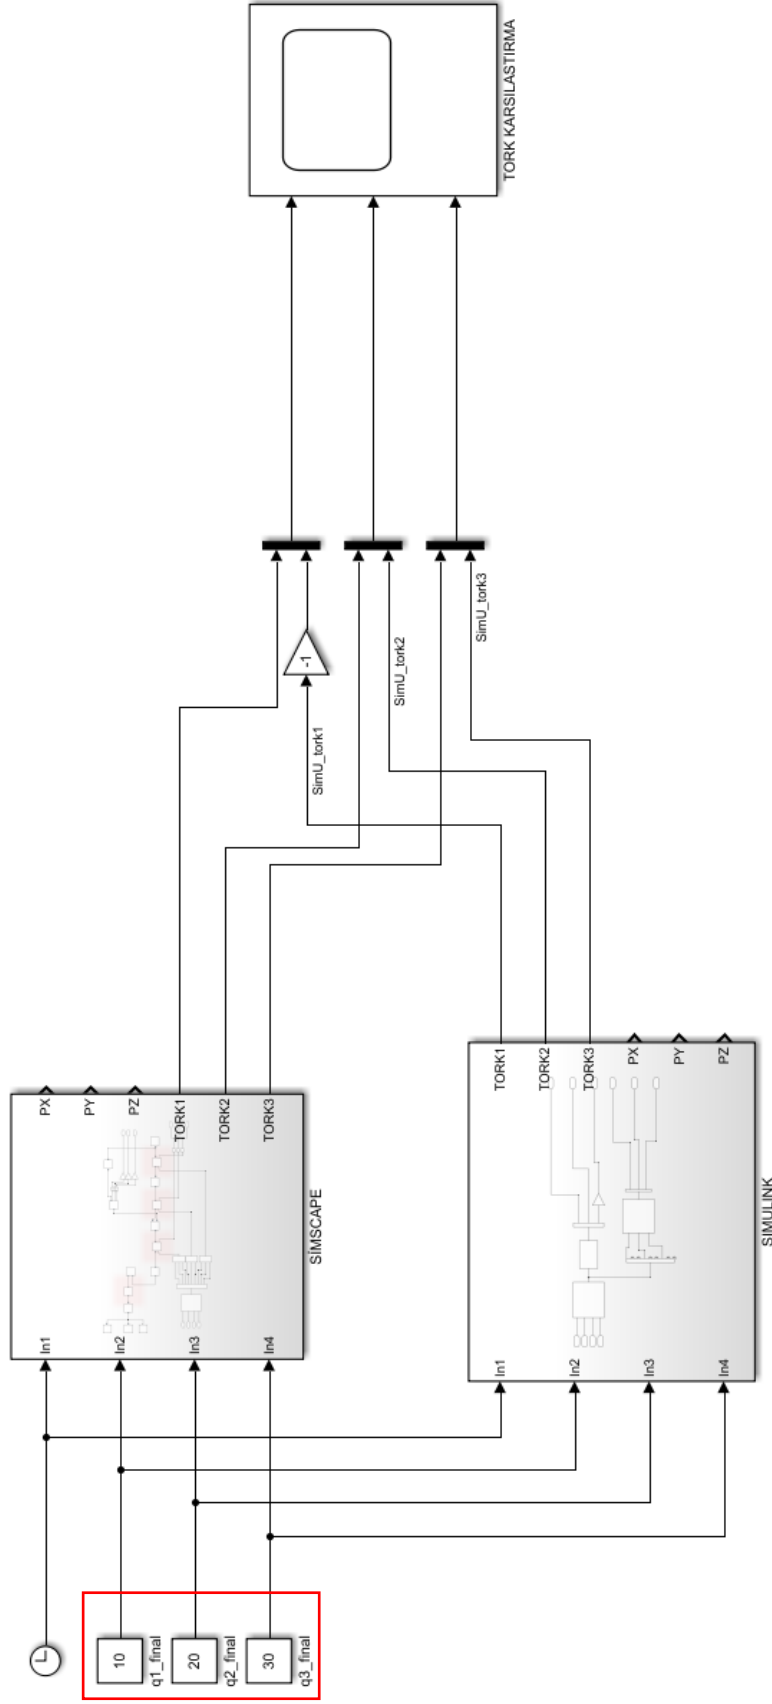 10
q1_final
20
q2_final
30
q3_final
In1
In2
In3
In4
PX
PY
PZ
TORK1
TORK2
TORK3
SİMSCAPE
In1
In2
In3
In4
TORK1
TORK2
TORK3
PX
PY
PZ
SIMULINK
SimU_tork1
-1
SimU_tork2
SimU_tork3
TORK KARSILASTIRMA